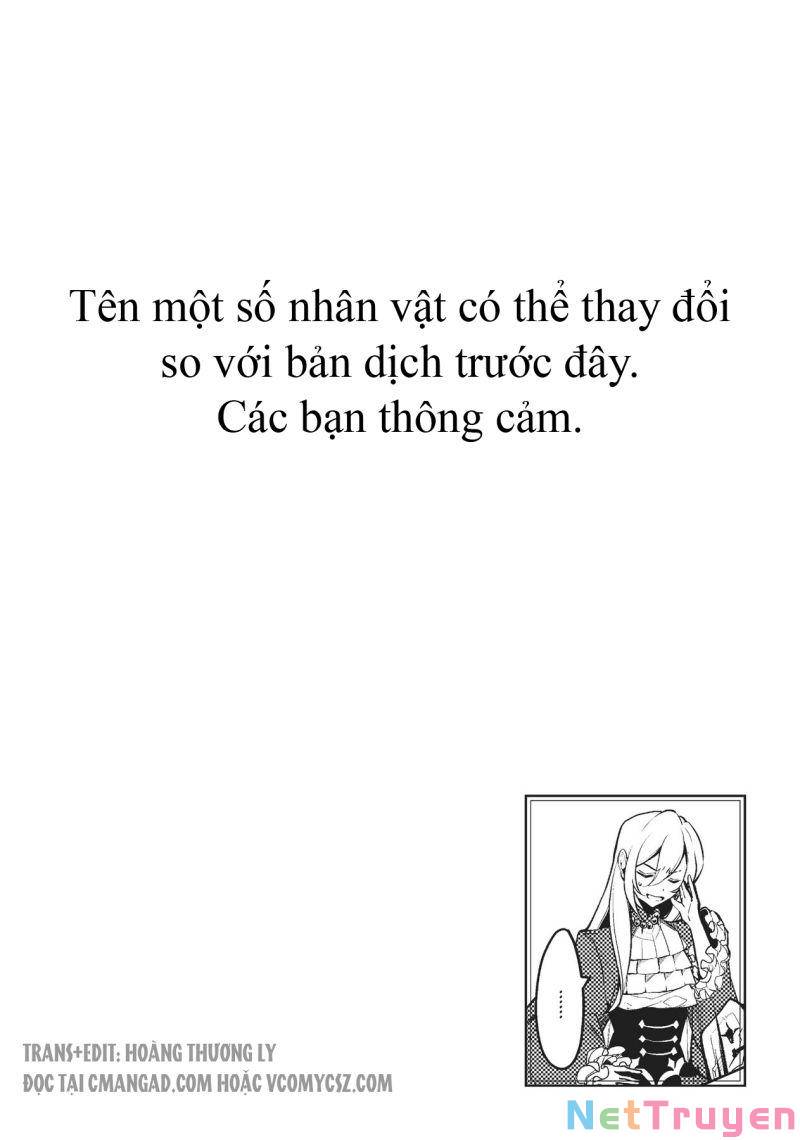 Tên một số nhân vật có thể thay đổi
so với bản dịch trước đây.
Các bạn thông cảm.
......
TRANS+EDIT: HOÀNG THƯƠNG LY
ĐỌC TẠI CMANGAD.COM HOẶC VCOMYCSZ.COM
NetTruyen